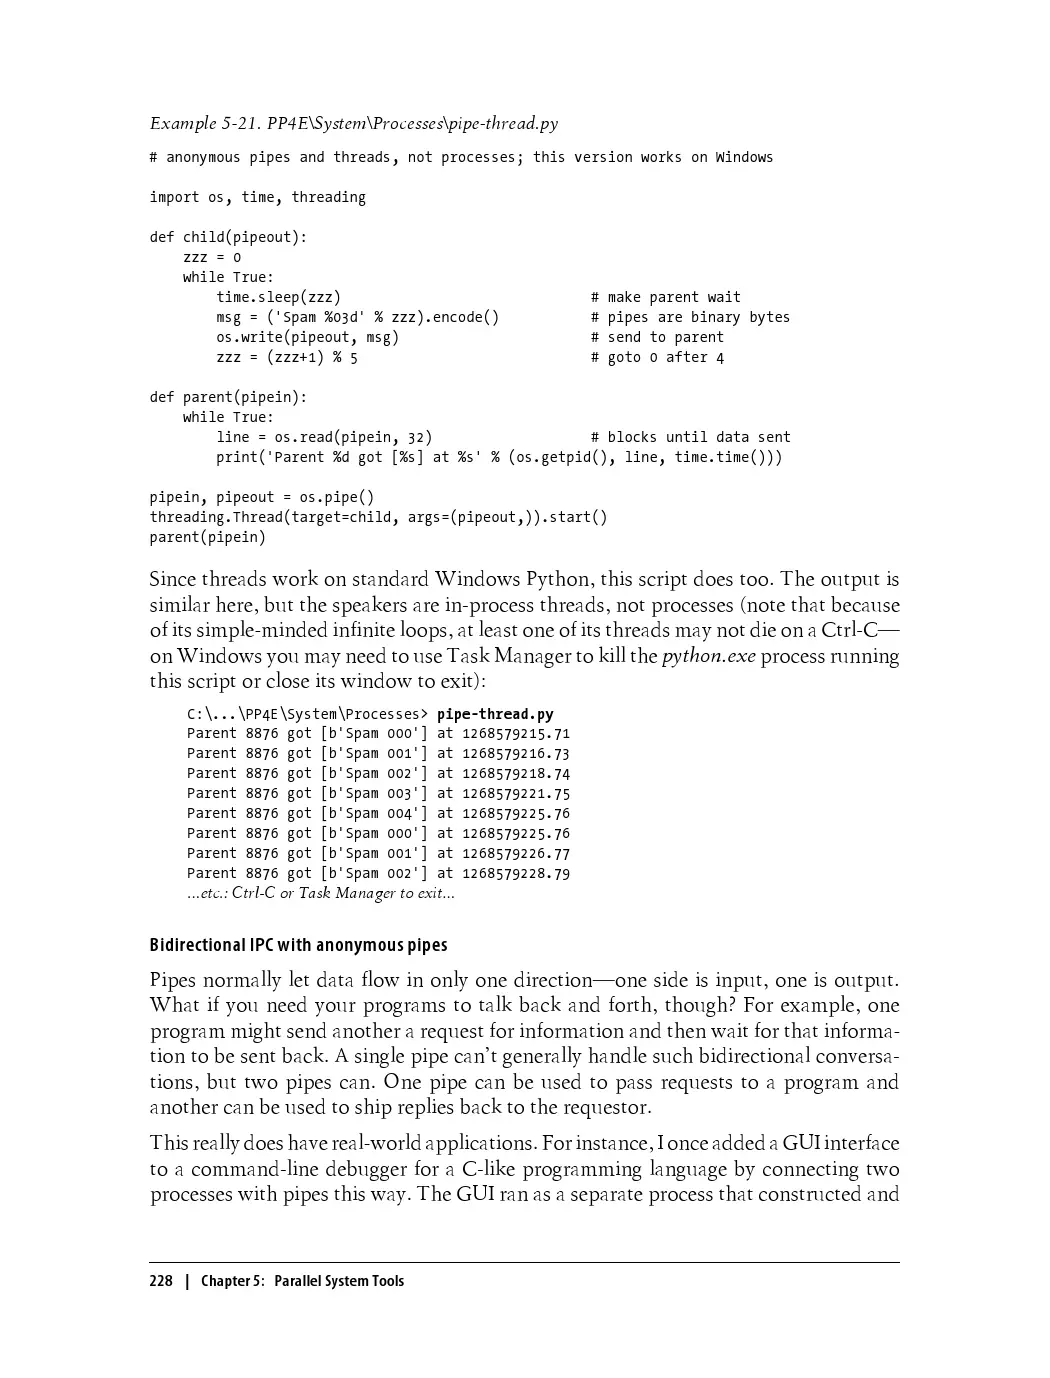 Example 5-21. PP4E\System\Processes\pipe-thread.py
# anonymous pipes and threads, not processes; this version works on Windows
import os, time, threading
def child(pipeout):
    zzz = 0
    while True:
        time.sleep(zzz)                              # make parent wait
        msg = ('Spam %03d' % zzz).encode()           # pipes are binary bytes
        os.write(pipeout, msg)                       # send to parent
        zzz = (zzz+1) % 5                            # goto 0 after 4
def parent(pipein):
    while True:
        line = os.read(pipein, 32)                   # blocks until data sent
        print('Parent %d got [%s] at %s' % (os.getpid(), line, time.time()))
pipein, pipeout = os.pipe()
threading.Thread(target=child, args=(pipeout,)).start()
parent(pipein)
Since threads work on standard Windows Python, this script does too. The output is
similar here, but the speakers are in-process threads, not processes (note that because
of its simple-minded infinite loops, at least one of its threads may not die on a Ctrl-C—
on Windows you may need to use Task Manager to kill the python.exe process running
this script or close its window to exit):
C:\...\PP4E\System\Processes> pipe-thread.py
Parent 8876 got [b'Spam 000'] at 1268579215.71
Parent 8876 got [b'Spam 001'] at 1268579216.73
Parent 8876 got [b'Spam 002'] at 1268579218.74
Parent 8876 got [b'Spam 003'] at 1268579221.75
Parent 8876 got [b'Spam 004'] at 1268579225.76
Parent 8876 got [b'Spam 000'] at 1268579225.76
Parent 8876 got [b'Spam 001'] at 1268579226.77
Parent 8876 got [b'Spam 002'] at 1268579228.79
...etc.: Ctrl-C or Task Manager to exit...
Bidirectional IPC with anonymous pipes
Pipes normally let data flow in only one direction—one side is input, one is output.
What if you need your programs to talk back and forth, though? For example, one
program might send another a request for information and then wait for that informa-
tion to be sent back. A single pipe can’t generally handle such bidirectional conversa-
tions, but two pipes can. One pipe can be used to pass requests to a program and
another can be used to ship replies back to the requestor.
This really does have real-world applications. For instance, I once added a GUI interface
to a command-line debugger for a C-like programming language by connecting two
processes with pipes this way. The GUI ran as a separate process that constructed and
228 | Chapter 5: Parallel System Tools